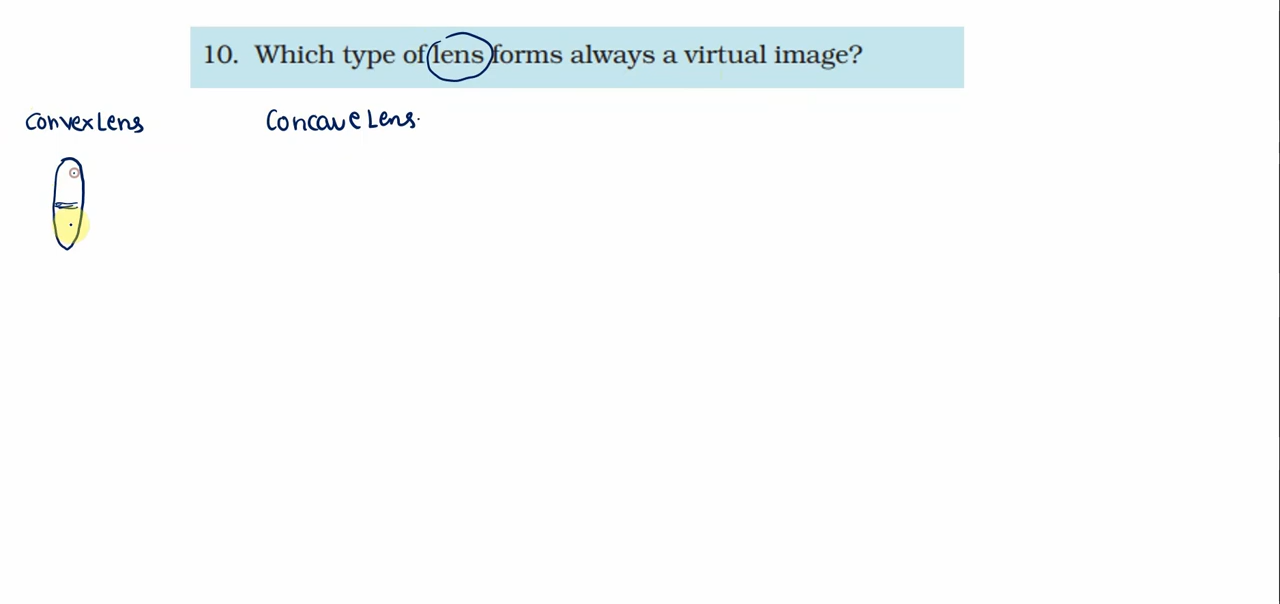 10. Which type of lens forms always a virtual image?
Convex Lens Concave Lens.